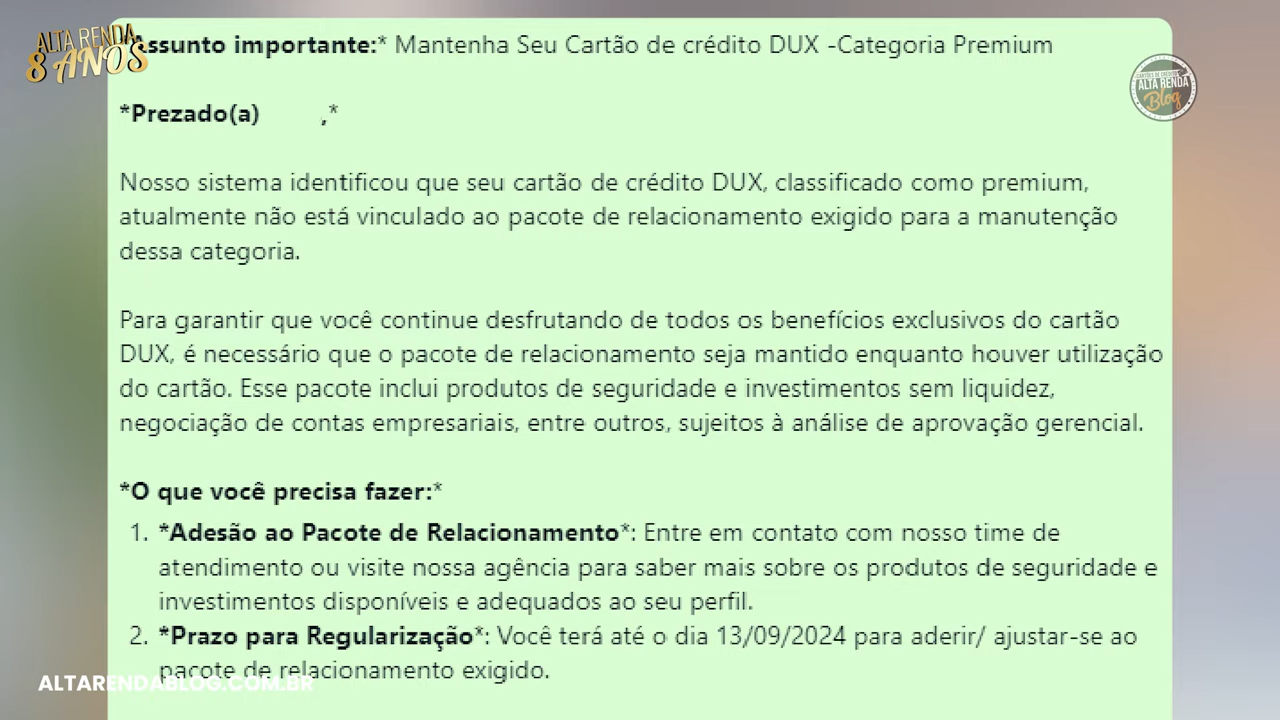 ALTA RENDA
8 ANOS
*Assunto importante:* Mantenha Seu Cartão de crédito DUX -Categoria Premium
CARTÕES DE CRÉDITO
ALTA RENDA
Blog
*Prezado(a) ,*
Nosso sistema identificou que seu cartão de crédito DUX, classificado como premium,
atualmente não está vinculado ao pacote de relacionamento exigido para a manutenção
dessa categoria.
Para garantir que você continue desfrutando de todos os benefícios exclusivos do cartão
DUX, é necessário que o pacote de relacionamento seja mantido enquanto houver utilização
do cartão. Esse pacote inclui produtos de seguridade e investimentos sem liquidez,
negociação de contas empresariais, entre outros, sujeitos à análise de aprovação gerencial.
*O que você precisa fazer:*
1. *Adesão ao Pacote de Relacionamento*: Entre em contato com nosso time de
atendimento ou visite nossa agência para saber mais sobre os produtos de seguridade e
investimentos disponíveis e adequados ao seu perfil.
2. *Prazo para Regularização*: Você terá até o dia 13/09/2024 para aderir/ ajustar-se ao
pacote de relacionamento exigido.
ALTARENDABLOG.COM.BR